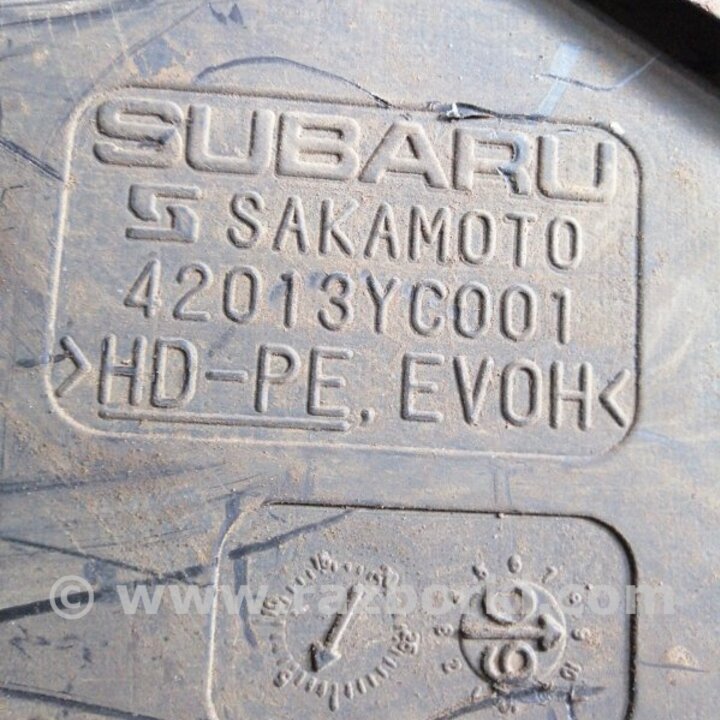 SUBARU
SAKAMOTO
42013YC001
>HD-PE, EVOH<
© www.razborka.com